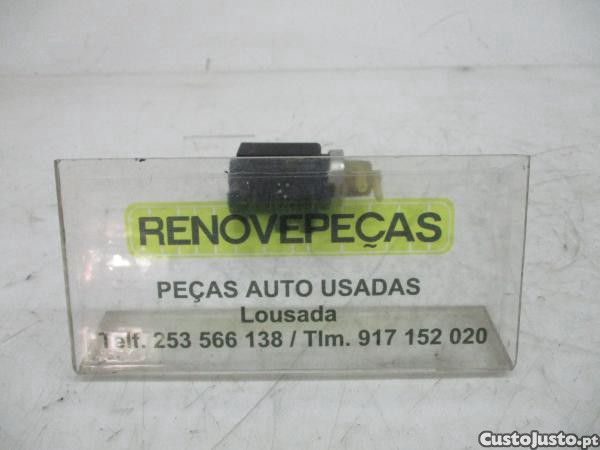 RENOVEPEÇAS
PEÇAS AUTO USADAS
Lousada
Telf. 253 566 138 / Tlm. 917 152 020
CustoJusto.pt